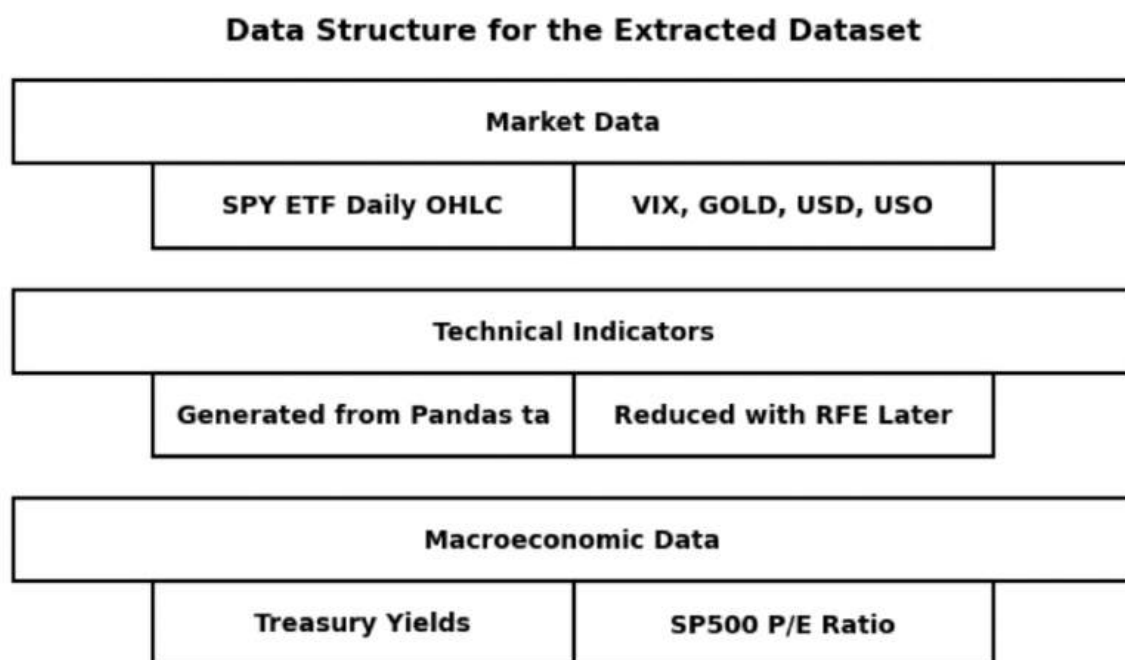 Data Structure for the Extracted Dataset
Market Data
SPY ETF Daily OHLC
VIX, GOLD, USD, USO
Technical Indicators
Generated from Pandas ta
Reduced with RFE Later
Macroeconomic Data
Treasury Yields
SP500 P/E Ratio